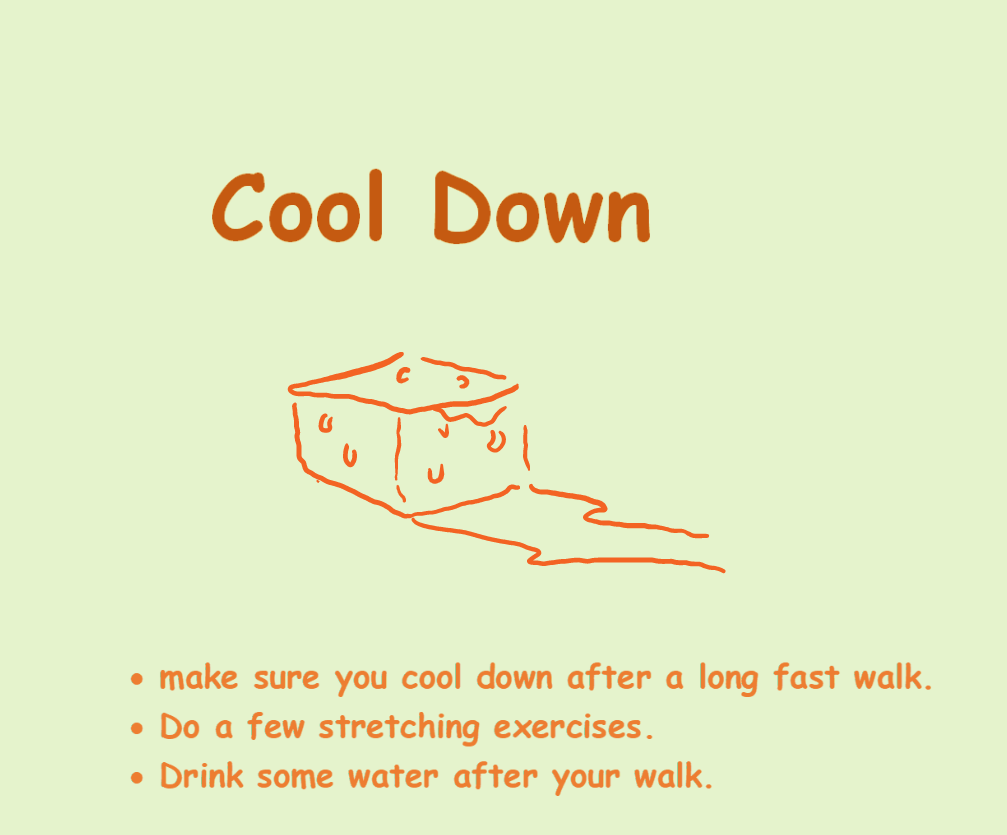 Cool Down
• make sure you cool down after a long fast walk.
• Do a few stretching exercises.
• Drink some water after your walk.